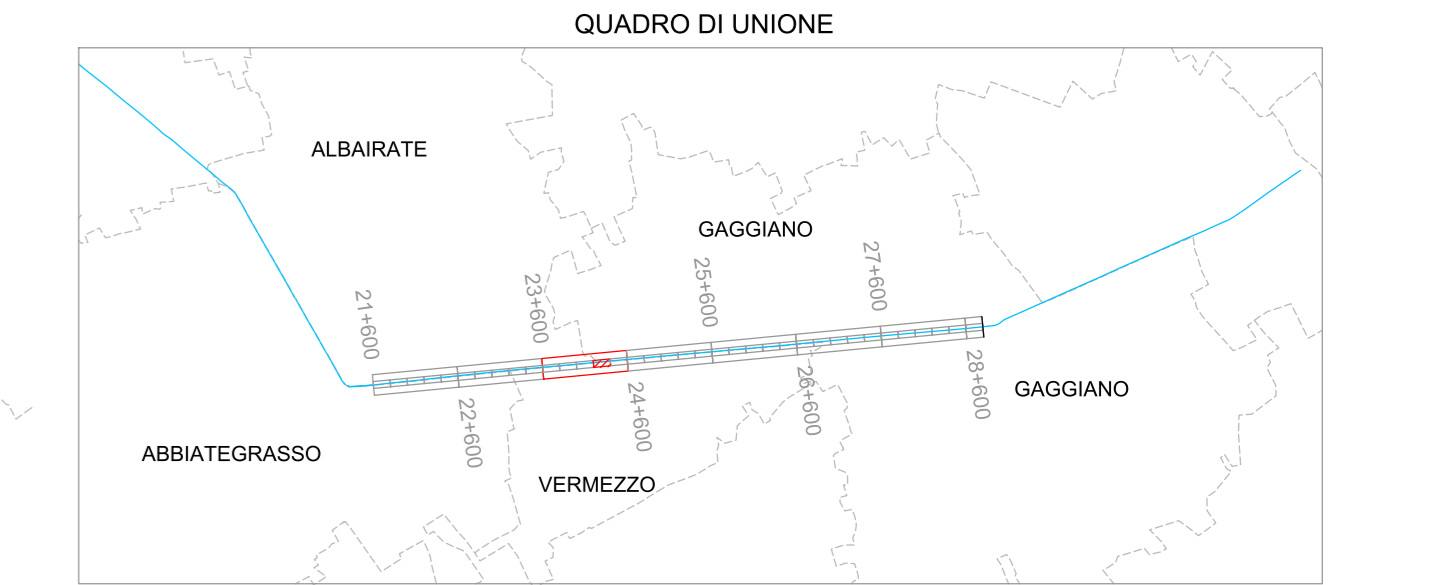 QUADRO DI UNIONE
ALBAIRATE
GAGGIANO
27+600
25+600
23+600
21+600
28+600
26+600
24+600
22+600
GAGGIANO
ABBIATEGRASSO
VERMEZZO